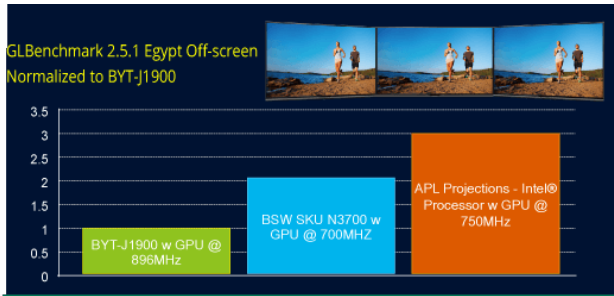 GLBenchmark 2.5.1 Egypt Off-screen
Normalized to BYT-J1900
3.5
3
2.5
2
1.5
1
0.5
0
BYT-J1900 w GPU @
896MHz
BSW SKU N3700 w
GPU @ 700MHZ
APL Projections - Intel®
Processor w GPU @
750MHz